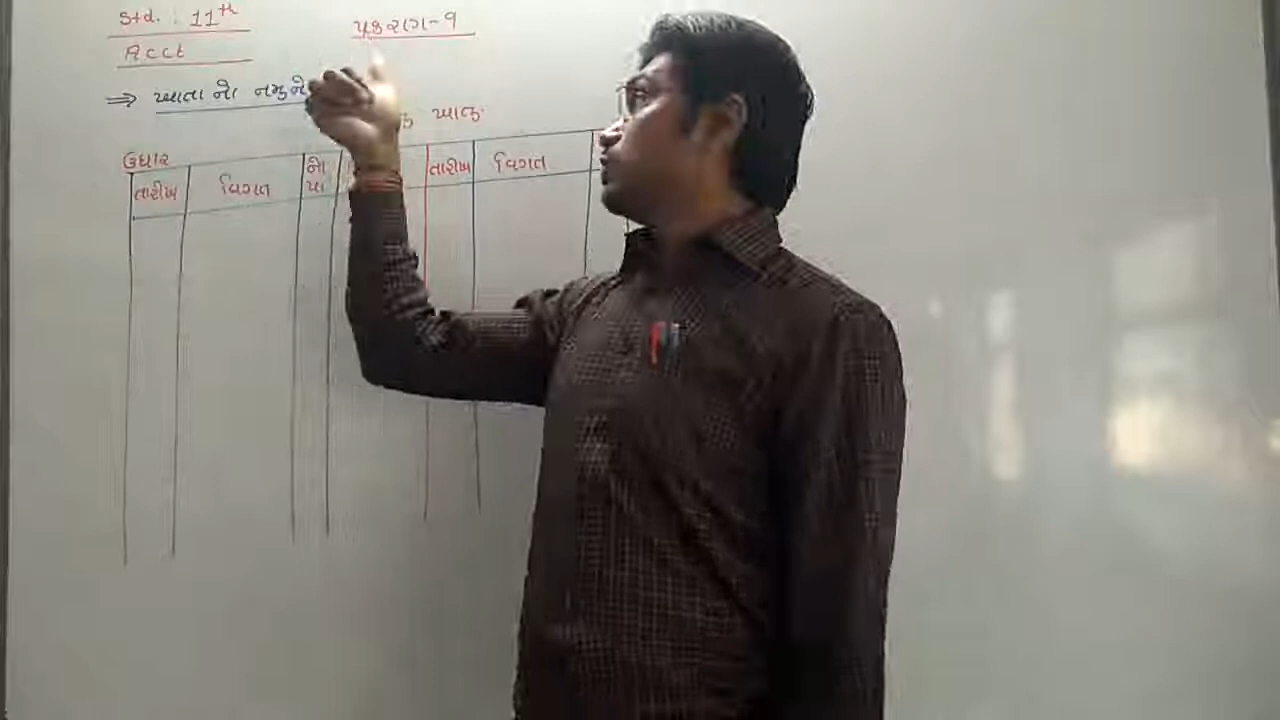 Std. : 11th
પ્રકરણ-૧
Acct
⇒ ખાતા નો નમુનો
ખાતુ
ઉધાર
તારીખ વિગત નો પા તારીખ વિગત